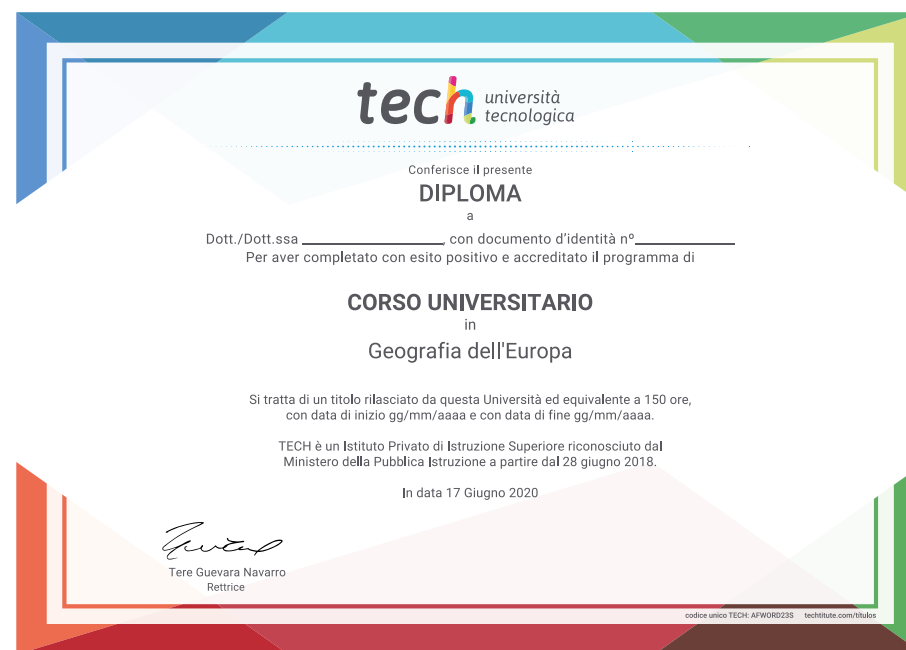 tech università
tecnologica
Conferisce il presente
DIPLOMA
a
Dott./Dott.ssa ____________________, con documento d'identità nº______________
Per aver completato con esito positivo e accreditato il programma di
CORSO UNIVERSITARIO
in
Geografia dell'Europa
Si tratta di un titolo rilasciato da questa Università ed equivalente a 150 ore,
con data di inizio gg/mm/aaaa e con data di fine gg/mm/aaaa.
TECH è un Istituto Privato di Istruzione Superiore riconosciuto dal
Ministero della Pubblica Istruzione a partire dal 28 giugno 2018.
In data 17 Giugno 2020
Tere Guevara Navarro
Rettrice
codice unico TECH: AFWORD23S techtitute.com/titulos